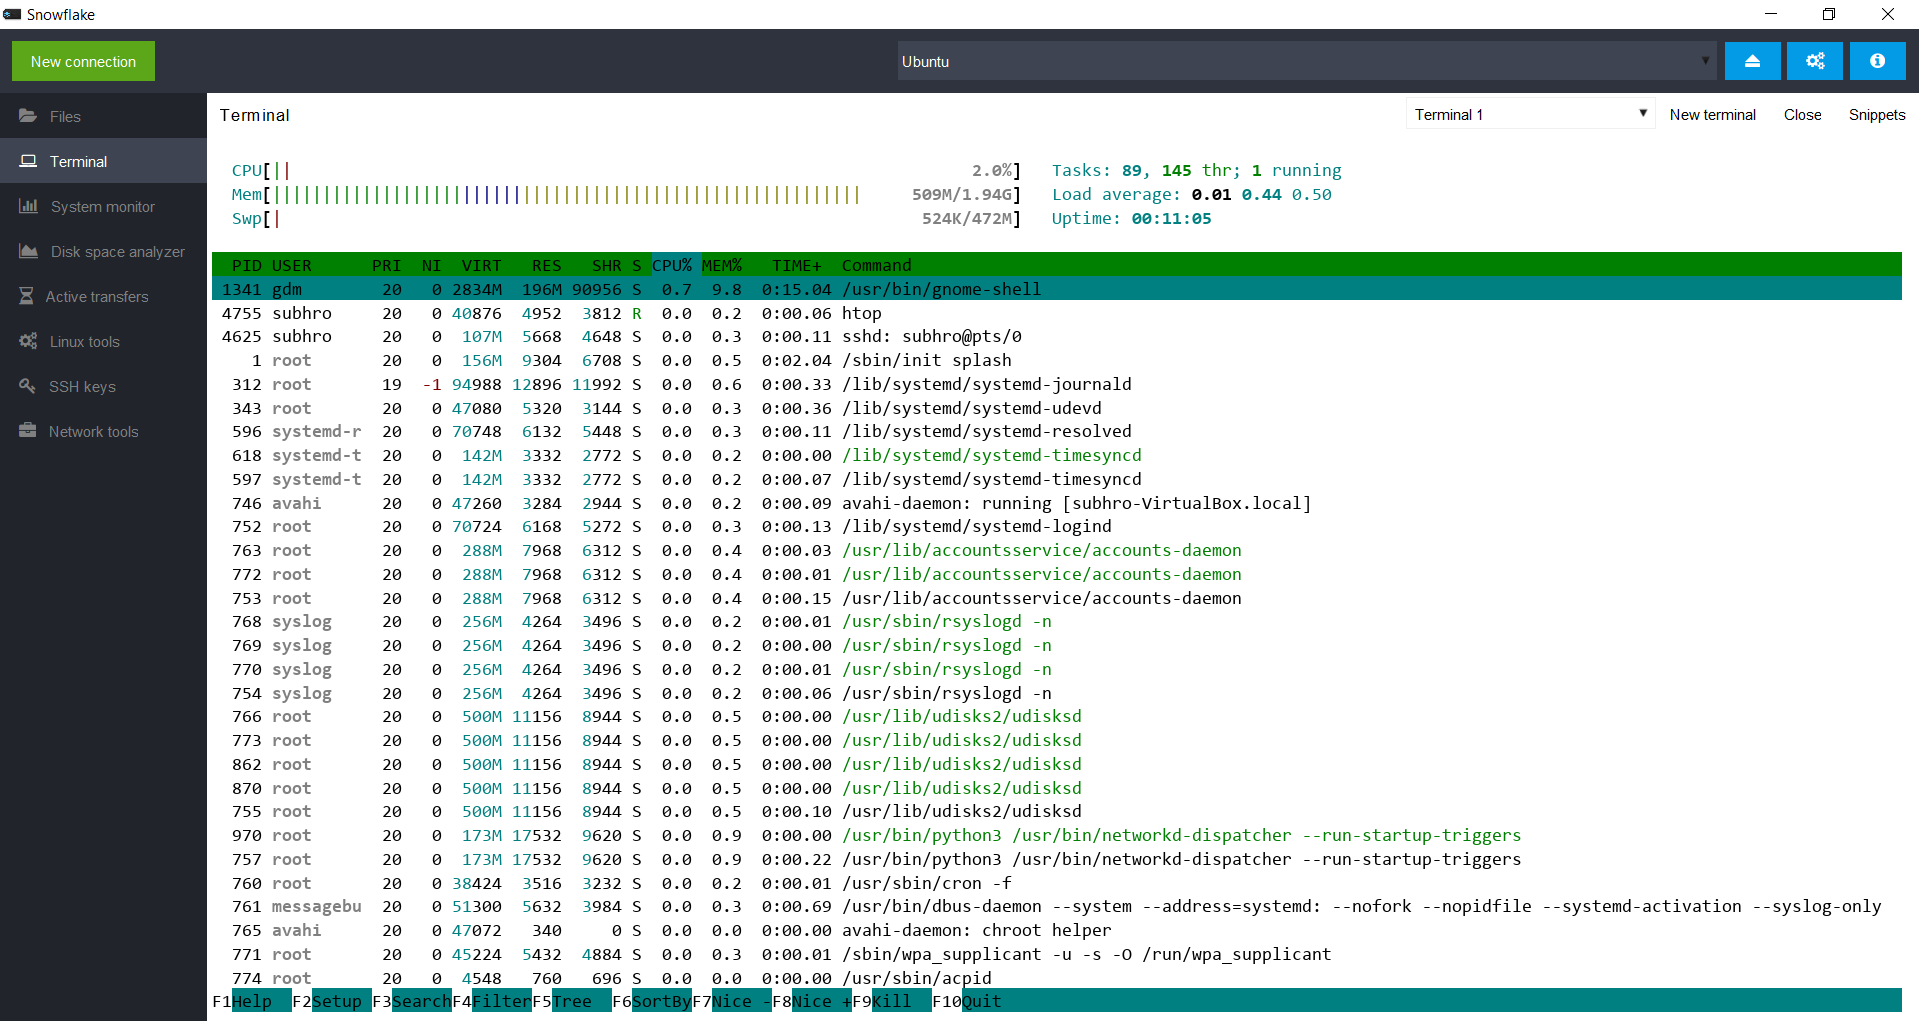 Snowflake
New connection
Ubuntu
Files
Terminal
System monitor
Disk space analyzer
Active transfers
Linux tools
SSH keys
Network tools
Terminal
Terminal 1
New terminal
Close
Snippets
CPU[|| 2.0%] Tasks: 89, 145 thr; 1 running
Mem[||||||||||||||||||||||||||||||||||||||||||||||||||||||||||| 509M/1.94G] Load average: 0.01 0.44 0.50
Swp[| 524K/472M] Uptime: 00:11:05
PID USER PRI NI VIRT RES SHR S CPU% MEM% TIME+ Command
1341 gdm 20 0 2834M 196M 90956 S 0.7 9.8 0:15.04 /usr/bin/gnome-shell
4755 subhro 20 0 40876 4952 3812 R 0.0 0.2 0:00.06 htop
4625 subhro 20 0 107M 5668 4648 S 0.0 0.3 0:00.11 sshd: subhro@pts/0
1 root 20 0 156M 9304 6708 S 0.0 0.5 0:02.04 /sbin/init splash
312 root 19 -1 94988 12896 11992 S 0.0 0.6 0:00.33 /lib/systemd/systemd-journald
343 root 20 0 47080 5320 3144 S 0.0 0.3 0:00.36 /lib/systemd/systemd-udevd
596 systemd-r 20 0 70748 6132 5448 S 0.0 0.3 0:00.11 /lib/systemd/systemd-resolved
618 systemd-t 20 0 142M 3332 2772 S 0.0 0.2 0:00.00 /lib/systemd/systemd-timesyncd
597 systemd-t 20 0 142M 3332 2772 S 0.0 0.2 0:00.07 /lib/systemd/systemd-timesyncd
746 avahi 20 0 47260 3284 2944 S 0.0 0.2 0:00.09 avahi-daemon: running [subhro-VirtualBox.local]
752 root 20 0 70724 6168 5272 S 0.0 0.3 0:00.13 /lib/systemd/systemd-logind
763 root 20 0 288M 7968 6312 S 0.0 0.4 0:00.03 /usr/lib/accountsservice/accounts-daemon
772 root 20 0 288M 7968 6312 S 0.0 0.4 0:00.01 /usr/lib/accountsservice/accounts-daemon
753 root 20 0 288M 7968 6312 S 0.0 0.4 0:00.15 /usr/lib/accountsservice/accounts-daemon
768 syslog 20 0 256M 4264 3496 S 0.0 0.2 0:00.01 /usr/sbin/rsyslogd -n
769 syslog 20 0 256M 4264 3496 S 0.0 0.2 0:00.00 /usr/sbin/rsyslogd -n
770 syslog 20 0 256M 4264 3496 S 0.0 0.2 0:00.01 /usr/sbin/rsyslogd -n
754 syslog 20 0 256M 4264 3496 S 0.0 0.2 0:00.06 /usr/sbin/rsyslogd -n
766 root 20 0 500M 11156 8944 S 0.0 0.5 0:00.00 /usr/lib/udisks2/udisksd
773 root 20 0 500M 11156 8944 S 0.0 0.5 0:00.00 /usr/lib/udisks2/udisksd
862 root 20 0 500M 11156 8944 S 0.0 0.5 0:00.00 /usr/lib/udisks2/udisksd
870 root 20 0 500M 11156 8944 S 0.0 0.5 0:00.00 /usr/lib/udisks2/udisksd
755 root 20 0 500M 11156 8944 S 0.0 0.5 0:00.10 /usr/lib/udisks2/udisksd
970 root 20 0 173M 17532 9620 S 0.0 0.9 0:00.00 /usr/bin/python3 /usr/bin/networkd-dispatcher --run-startup-triggers
757 root 20 0 173M 17532 9620 S 0.0 0.9 0:00.22 /usr/bin/python3 /usr/bin/networkd-dispatcher --run-startup-triggers
760 root 20 0 38424 3516 3232 S 0.0 0.2 0:00.01 /usr/sbin/cron -f
761 messagebu 20 0 51300 5632 3984 S 0.0 0.3 0:00.69 /usr/bin/dbus-daemon --system --address=systemd: --nofork --nopidfile --systemd-activation --syslog-only
765 avahi 20 0 47072 340 0 S 0.0 0.0 0:00.00 avahi-daemon: chroot helper
771 root 20 0 45224 5432 4884 S 0.0 0.3 0:00.01 /sbin/wpa_supplicant -u -s -O /run/wpa_supplicant
774 root 20 0 4548 760 696 S 0.0 0.0 0:00.00 /usr/sbin/acpid
F1Help F2Setup F3SearchF4FilterF5Tree F6SortByF7Nice -F8Nice +F9Kill F10Quit